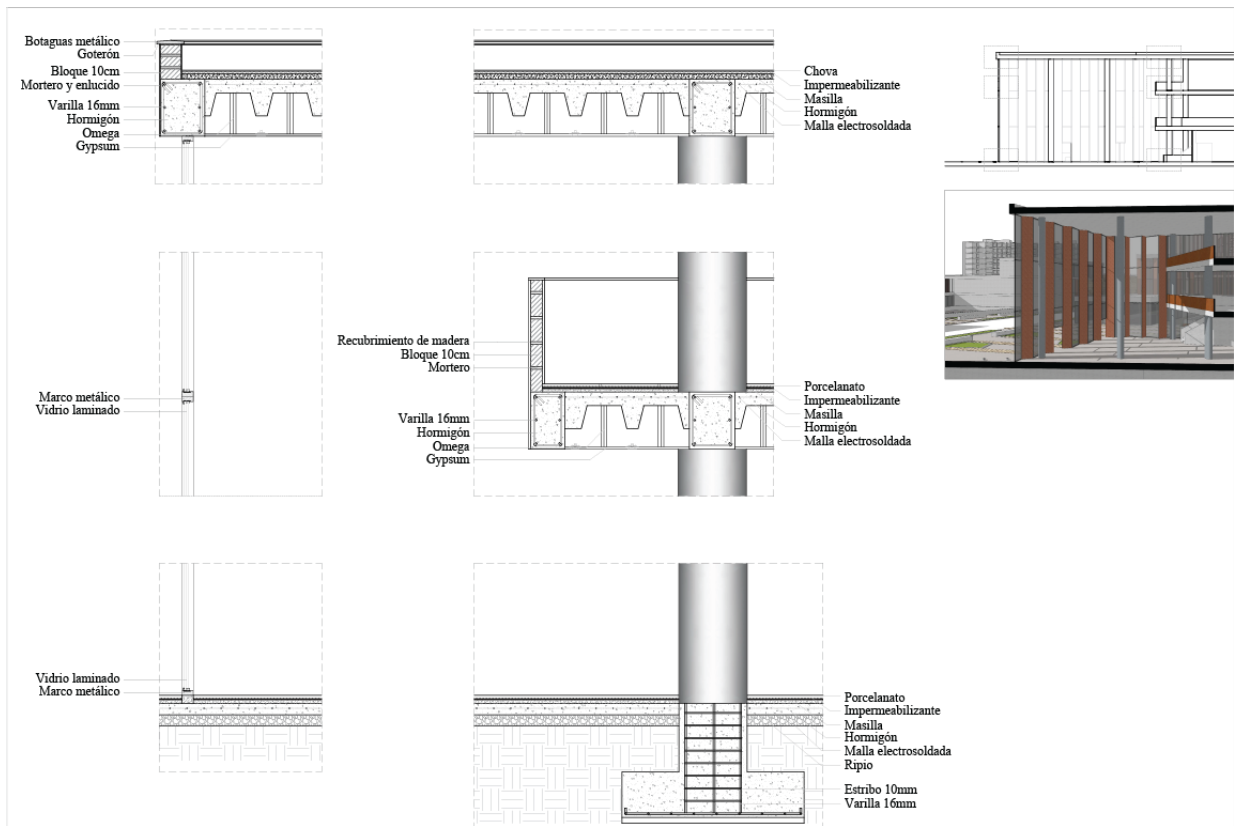 Botaguas metálico
Goterón
Bloque 10cm
Mortero y enlucido
Varilla 16mm
Hormigón
Omega
Gypsum
Chova
Impermeabilizante
Masilla
Hormigón
Malla electrosoldada
Recubrimiento de madera
Bloque 10cm
Mortero
Marco metálico
Vidrio laminado
Varilla 16mm
Hormigón
Omega
Gypsum
Porcelanato
Impermeabilizante
Masilla
Hormigón
Malla electrosoldada
Vidrio laminado
Marco metálico
Porcelanato
Impermeabilizante
Masilla
Hormigón
Malla electrosoldada
Ripio
Estribo 10mm
Varilla 16mm